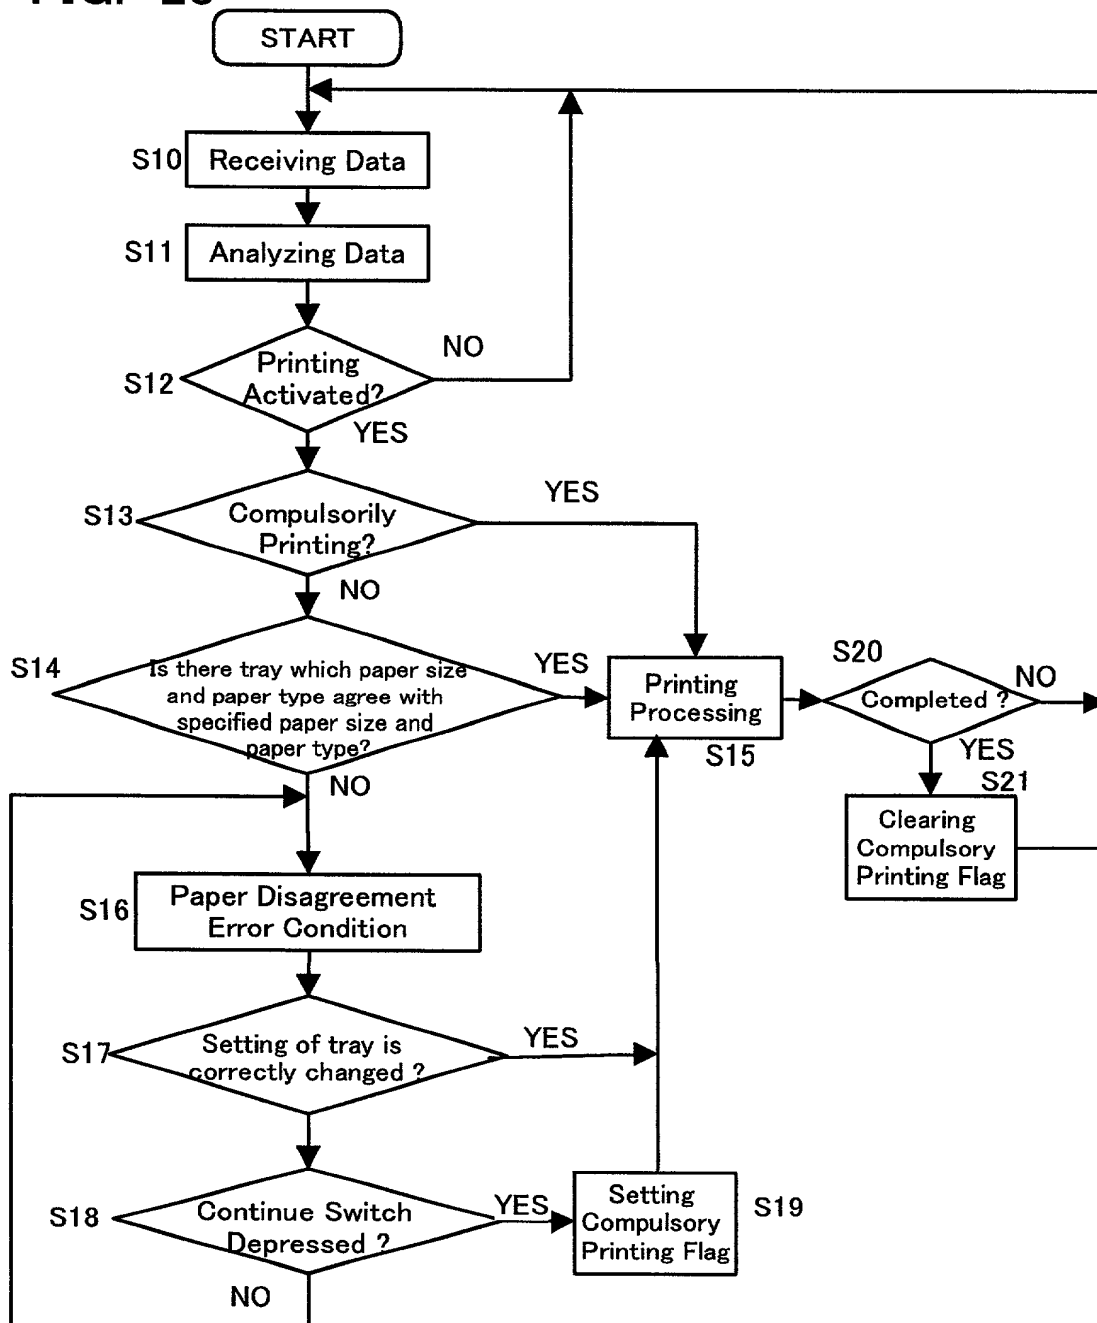 START
S10
Receiving Data
S11
Analyzing Data
S12
Printing
Activated?
NO
YES
S13
Compulsorily
Printing?
YES
NO
S14
Is there tray which paper size
and paper type agree with
specified paper size and
paper type?
YES
NO
Printing
Processing
S15
S20
Completed ?
NO
YES
S21
Clearing
Compulsory
Printing Flag
S16
Paper Disagreement
Error Condition
S17
Setting of tray is
correctly changed ?
YES
S18
Continue Switch
Depressed ?
YES
NO
Setting
Compulsory
Printing Flag
S19